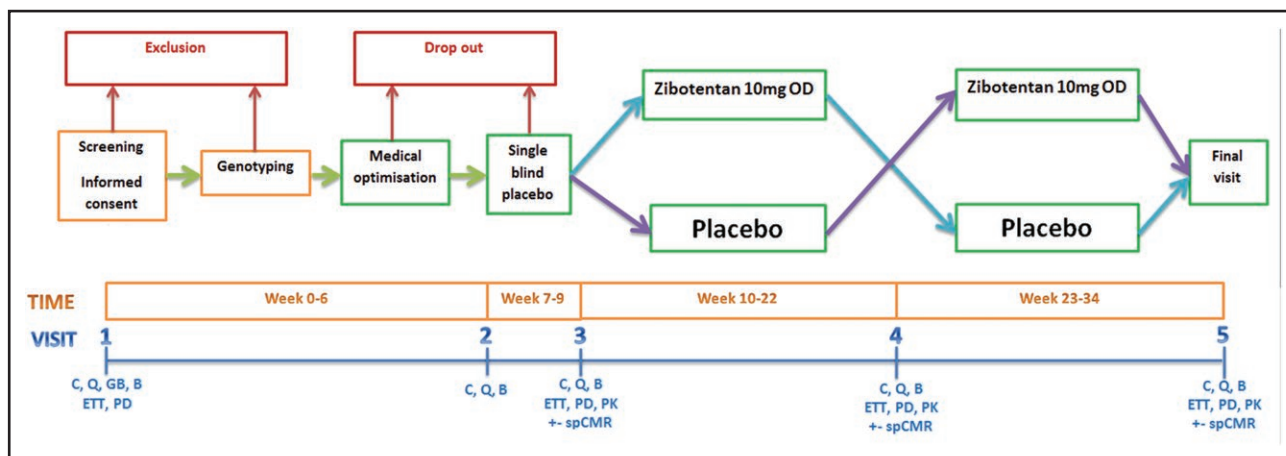 Exclusion
Drop out
Zibotentan 10mg OD
Zibotentan 10mg OD
Screening
Informed
consent
Genotyping
Medical
optimisation
Single
blind
placebo
Final
visit
Placebo
Placebo
TIME
Week 0-6
Week 7-9
Week 10-22
Week 23-34
VISIT
1
2
3
4
5
C, Q, GB, B
ETT, PD
C, Q, B
C, Q, B
ETT, PD, PK
+- spCMR
C, Q, B
ETT, PD, PK
+- spCMR
C, Q, B
ETT, PD, PK
+- spCMR